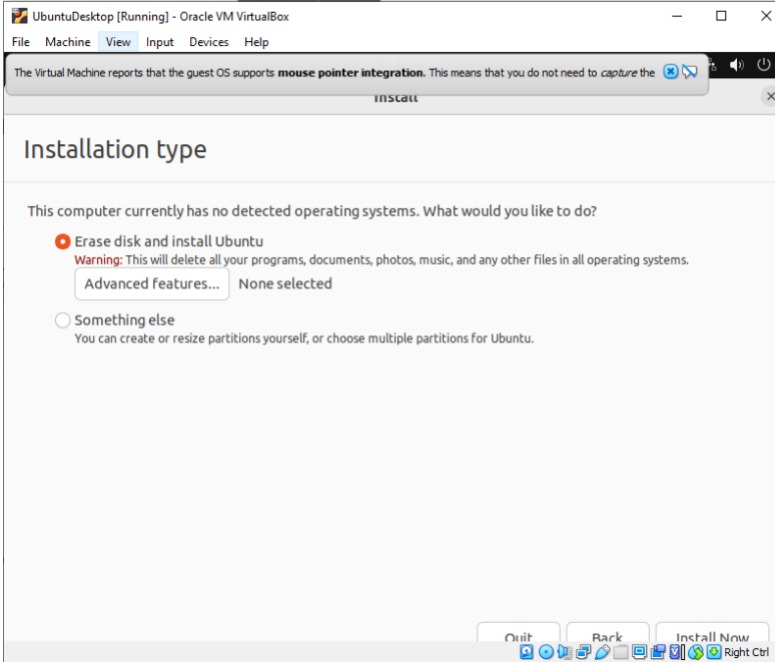 UbuntuDesktop [Running] - Oracle VM VirtualBox
File Machine View Input Devices Help
The Virtual Machine reports that the guest OS supports mouse pointer integration. This means that you do not need to capture the
Install
Installation type
This computer currently has no detected operating systems. What would you like to do?
Erase disk and install Ubuntu
Warning: This will delete all your programs, documents, photos, music, and any other files in all operating systems.
Advanced features... None selected
Something else
You can create or resize partitions yourself, or choose multiple partitions for Ubuntu.
Quit Back Install Now
Right Ctrl